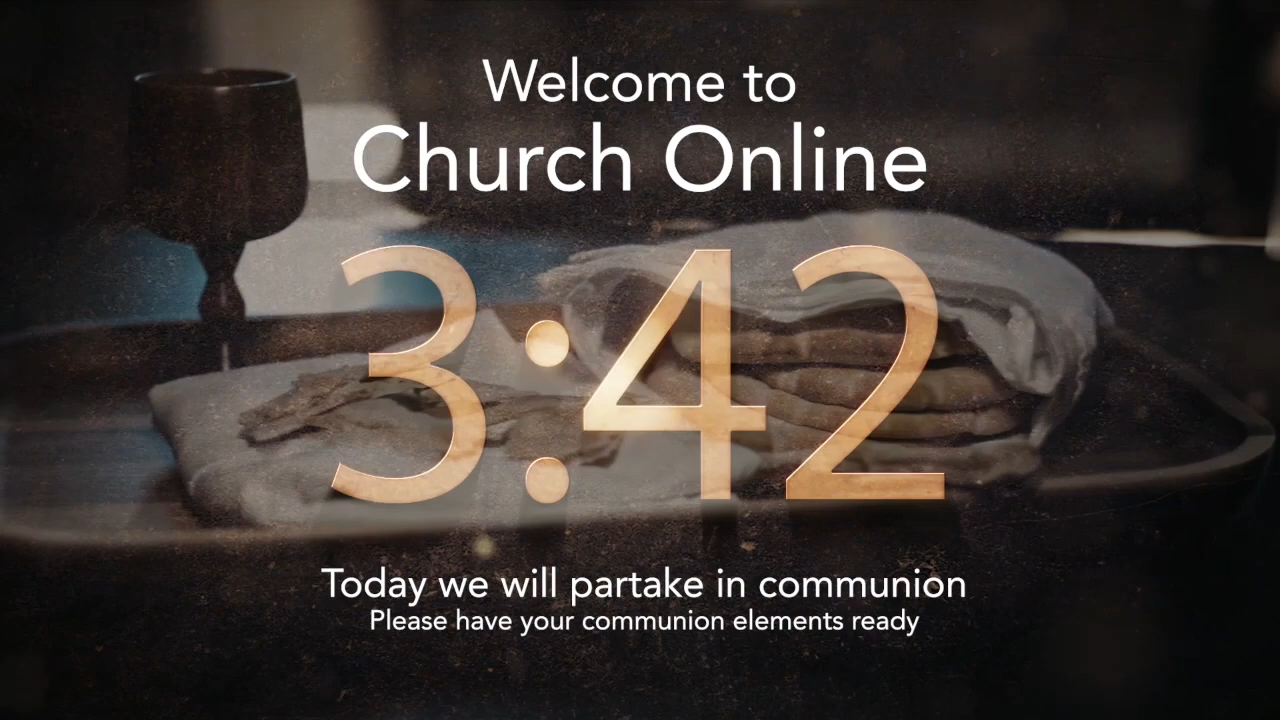 Welcome to
Church Online
3:42
Today we will partake in communion
Please have your communion elements ready